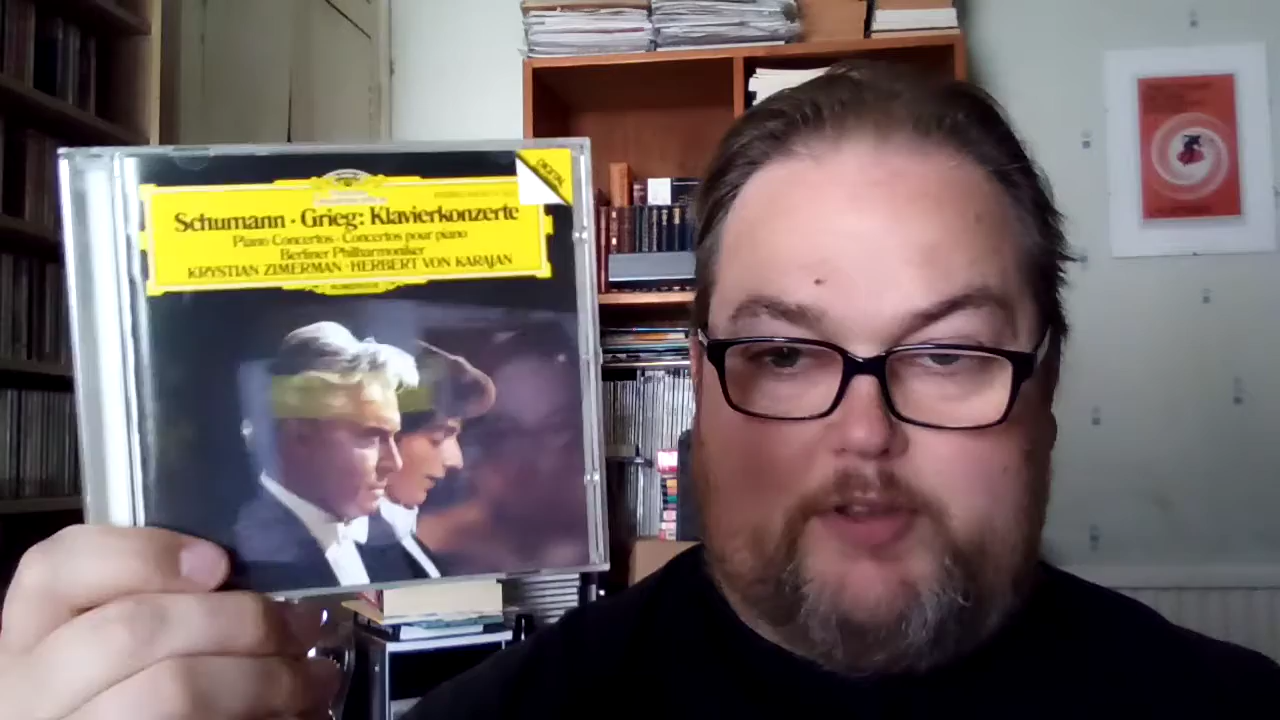 DIGITAL
Schumann · Grieg: Klavierkonzerte
Piano Concertos · Concertos pour piano
Berliner Philharmoniker
KRYSTIAN ZIMERMAN · HERBERT VON KARAJAN